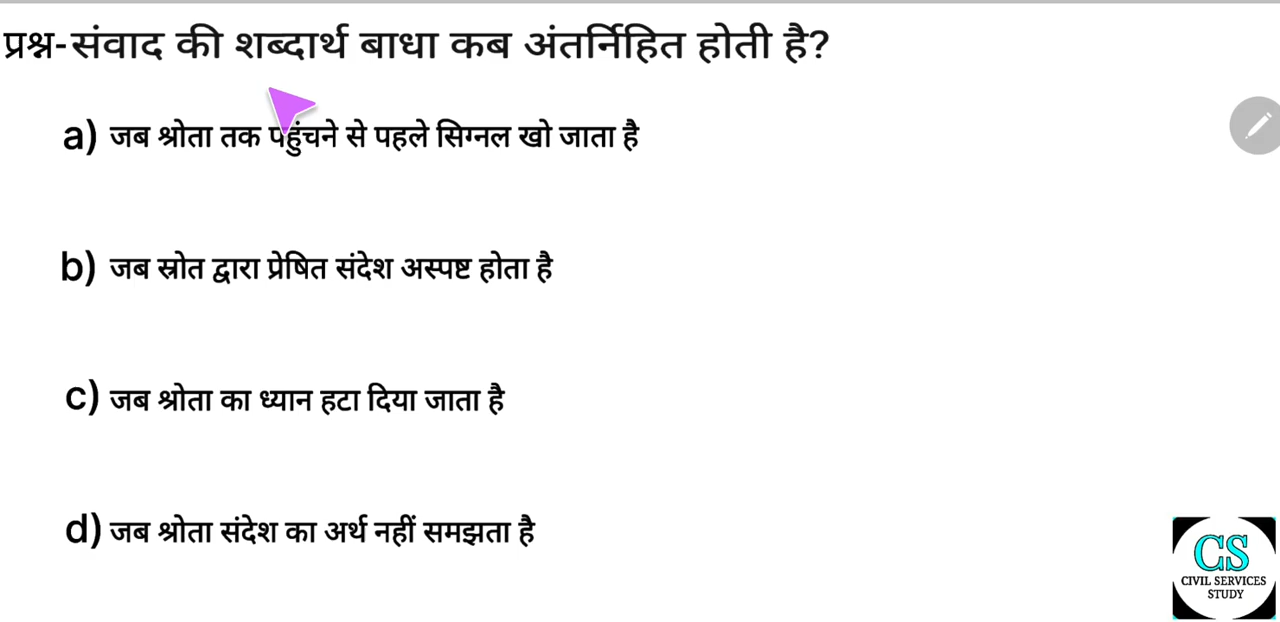 प्रश्न-संवाद की शब्दार्थ बाधा कब अंतर्निहित होती है?
a) जब श्रोता तक पहुंचने से पहले सिग्नल खो जाता है
b) जब स्रोत द्वारा प्रेषित संदेश अस्पष्ट होता है
c) जब श्रोता का ध्यान हटा दिया जाता है
d) जब श्रोता संदेश का अर्थ नहीं समझता है
CS
CIVIL SERVICES
STUDY